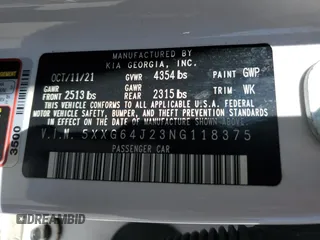 MANUFACTURED BY
KIA GEORGIA, INC.
OCT/11/21 GVWR 4354 lbs PAINT GWP
GAWR FRONT 2513 lbs GAWR REAR 2315 lbs TRIM WK
THIS VEHICLE CONFORMS TO ALL APPLICABLE FEDERAL MOTOR
VEHICLE SAFETY, BUMPER, AND THEFT PREVENTION STANDARDS
IN EFFECT ON THE DATE OF MANUFACTURE SHOWN ABOVE.
V.I.N. 5XXG64J23NG118375
PASSENGER CAR
3500
DREAMBID